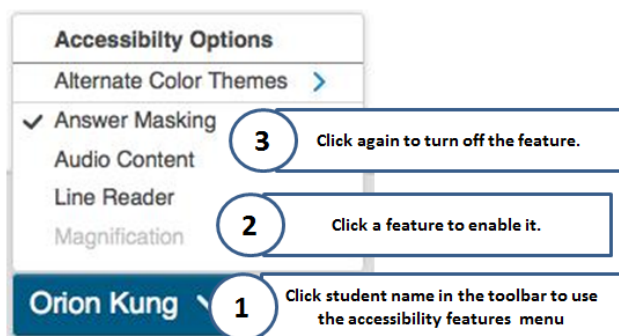 Accessibilty Options
Alternate Color Themes
Answer Masking
3
Click again to turn off the feature.
Audio Content
Line Reader
2
Click a feature to enable it.
Magnification
Orion Kung
1
Click student name in the toolbar to use
the accessibility features menu